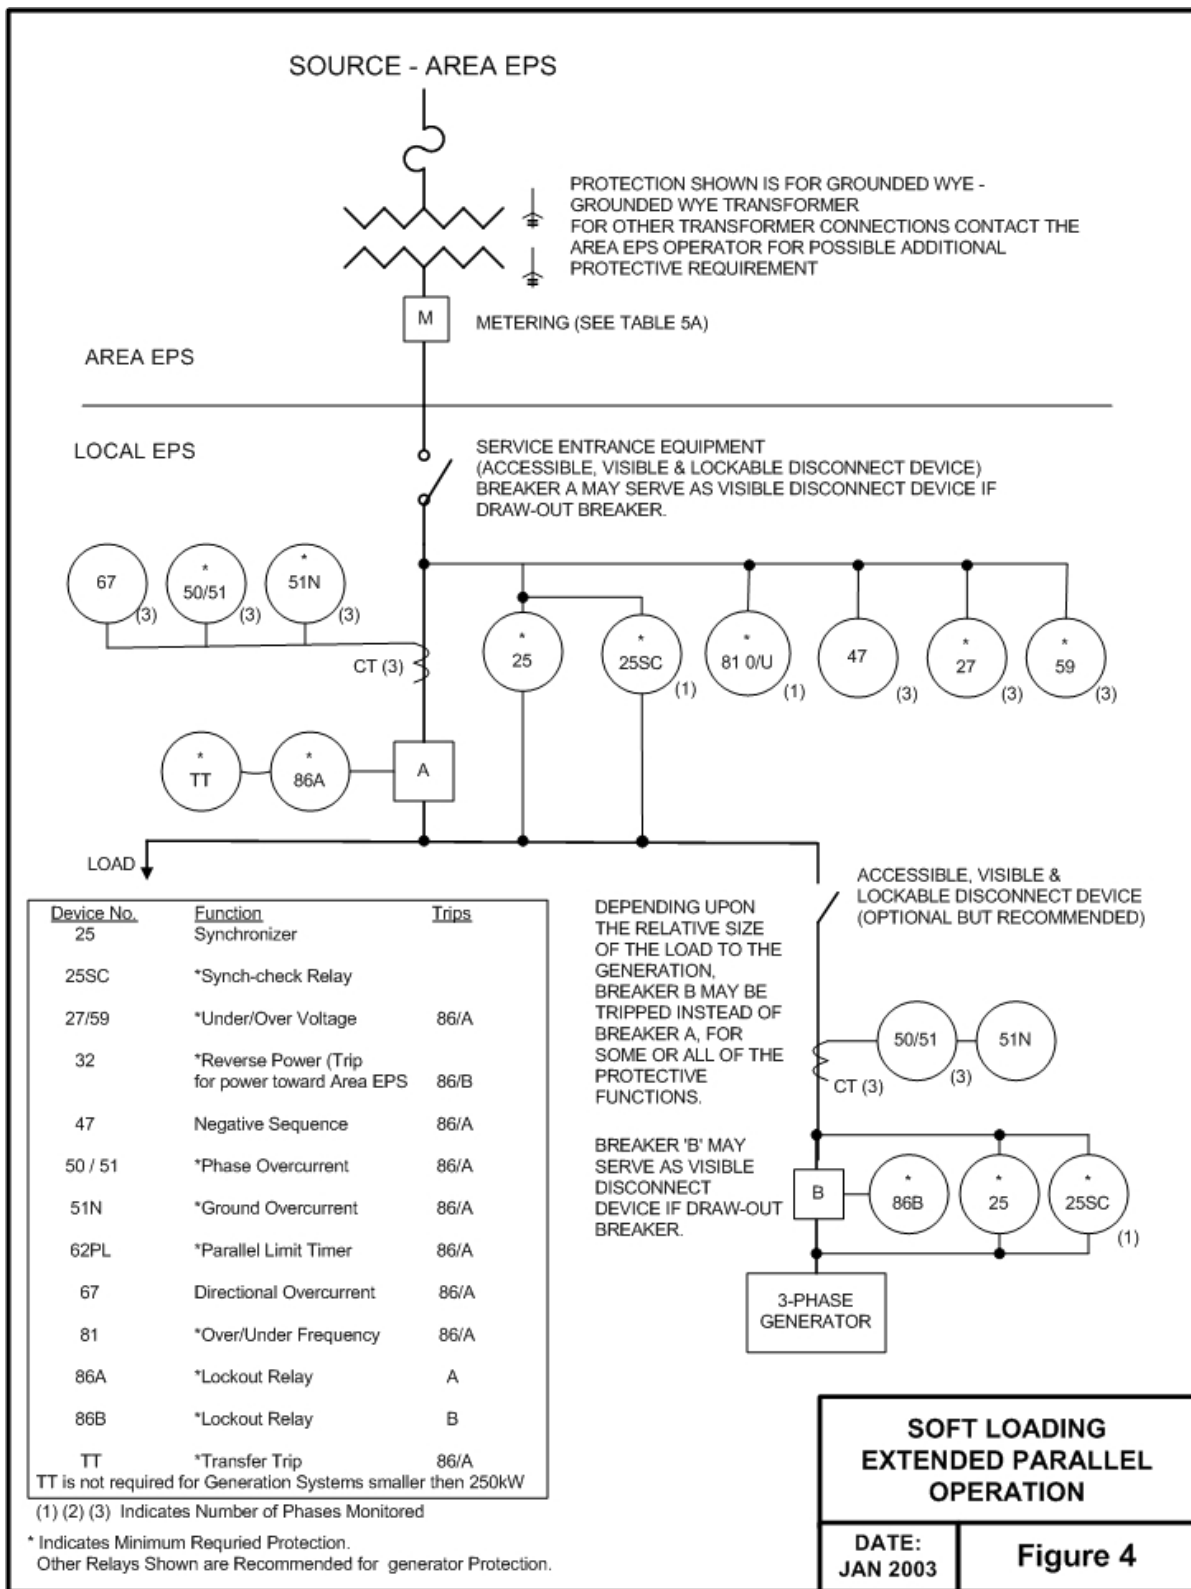 SOURCE - AREA EPS
PROTECTION SHOWN IS FOR GROUNDED WYE -
GROUNDED WYE TRANSFORMER
FOR OTHER TRANSFORMER CONNECTIONS CONTACT THE
AREA EPS OPERATOR FOR POSSIBLE ADDITIONAL
PROTECTIVE REQUIREMENT
M
METERING (SEE TABLE 5A)
AREA EPS
LOCAL EPS
SERVICE ENTRANCE EQUIPMENT
(ACCESSIBLE, VISIBLE & LOCKABLE DISCONNECT DEVICE)
BREAKER A MAY SERVE AS VISIBLE DISCONNECT DEVICE IF
DRAW-OUT BREAKER.
67
(3)
* 50/51
(3)
* 51N
(3)
CT (3)
* 25
* 25SC
(1)
* 81 0/U
(1)
47
(3)
* 27
(3)
* 59
(3)
* TT
* 86A
A
LOAD
ACCESSIBLE, VISIBLE &
LOCKABLE DISCONNECT DEVICE
(OPTIONAL BUT RECOMMENDED)
DEPENDING UPON
THE RELATIVE SIZE
OF THE LOAD TO THE
GENERATION,
BREAKER B MAY BE
TRIPPED INSTEAD OF
BREAKER A, FOR
SOME OR ALL OF THE
PROTECTIVE
FUNCTIONS.
BREAKER 'B' MAY
SERVE AS VISIBLE
DISCONNECT
DEVICE IF DRAW-OUT
BREAKER.
50/51
(3)
51N
CT (3)
B
* 86B
* 25
* 25SC
(1)
3-PHASE
GENERATOR
Device No. Function Trips
25 Synchronizer
25SC *Synch-check Relay
27/59 *Under/Over Voltage 86/A
32 *Reverse Power (Trip
for power toward Area EPS 86/B
47 Negative Sequence 86/A
50 / 51 *Phase Overcurrent 86/A
51N *Ground Overcurrent 86/A
62PL *Parallel Limit Timer 86/A
67 Directional Overcurrent 86/A
81 *Over/Under Frequency 86/A
86A *Lockout Relay A
86B *Lockout Relay B
TT *Transfer Trip 86/A
TT is not required for Generation Systems smaller then 250kW
(1) (2) (3) Indicates Number of Phases Monitored
* Indicates Minimum Requried Protection.
Other Relays Shown are Recommended for generator Protection.
SOFT LOADING
EXTENDED PARALLEL
OPERATION
DATE:
JAN 2003
Figure 4